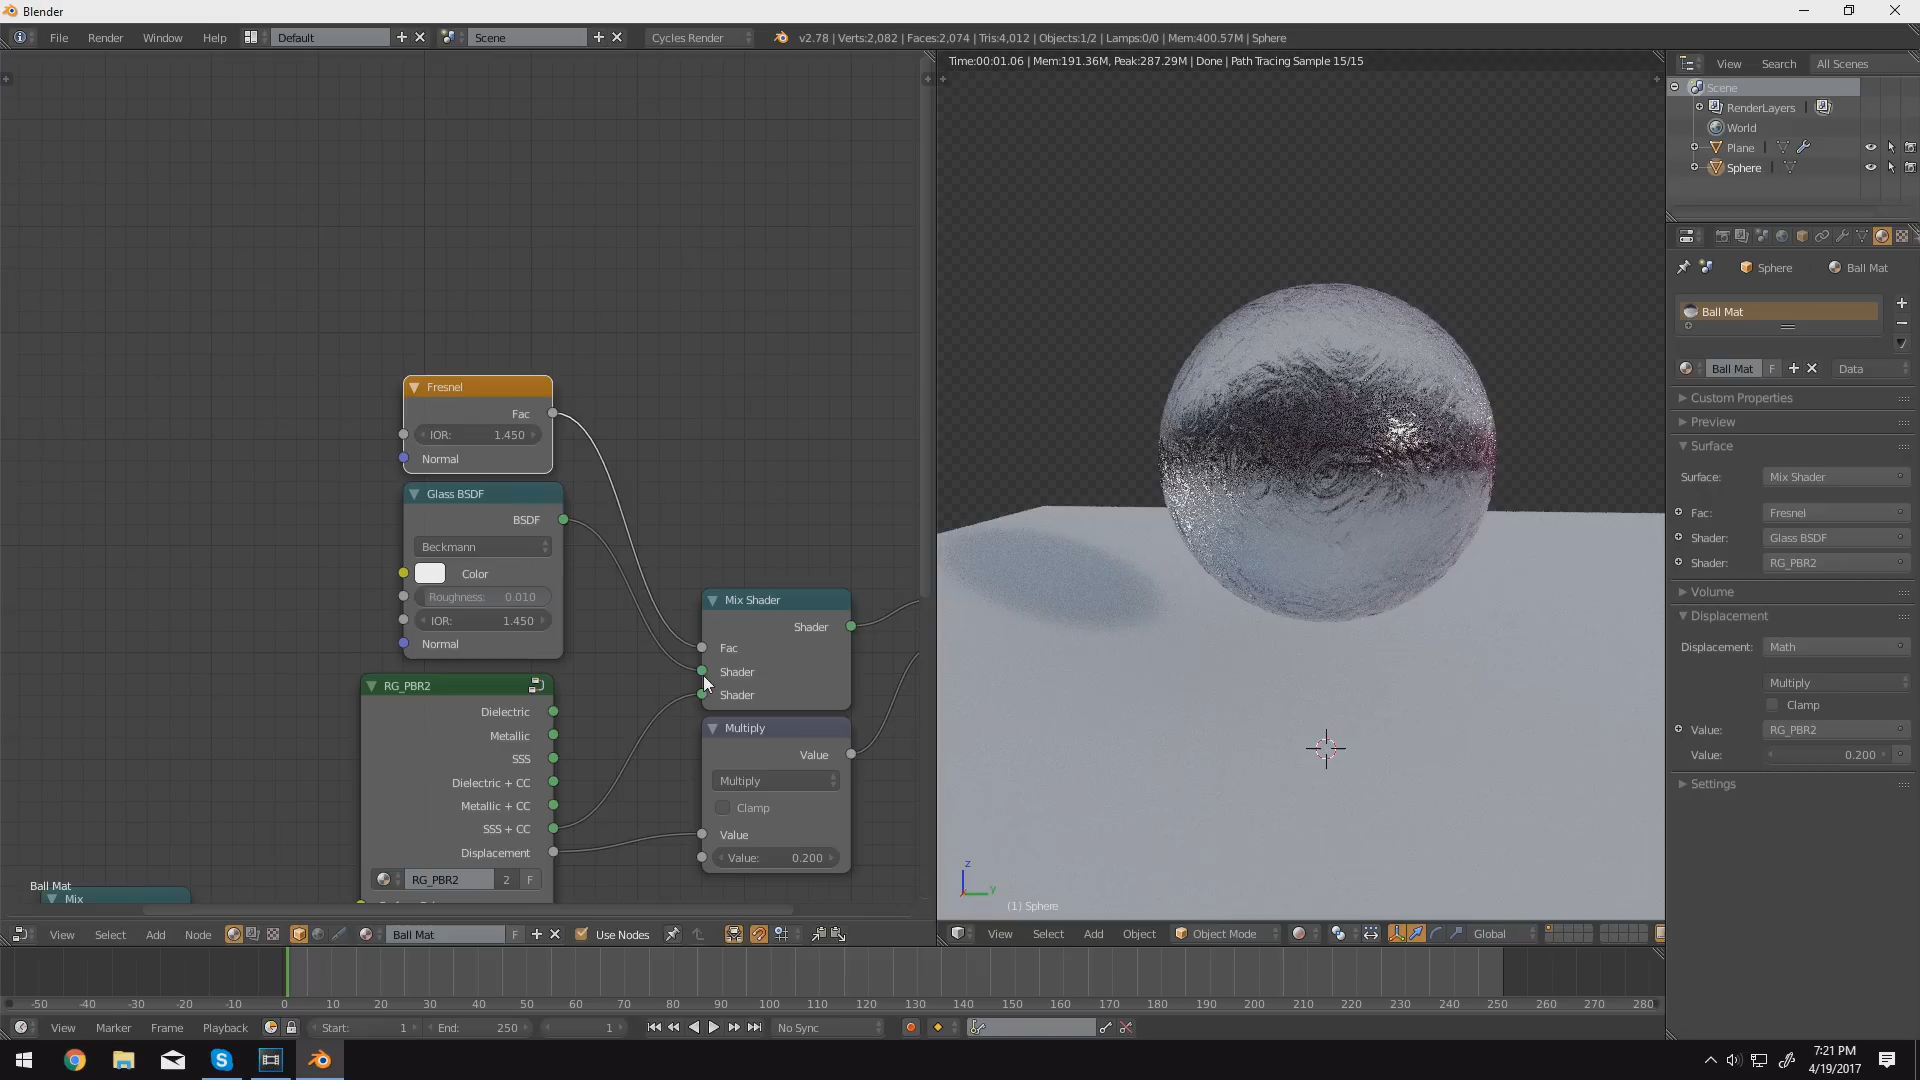 Blender
File Render Window Help Default Scene Cycles Render v2.78 | Verts:2,082 | Faces:2,074 | Tris:4,012 | Objects:1/2 | Lamps:0/0 | Mem:400.57M | Sphere
Time:00:01.06 | Mem:191.36M, Peak:287.29M | Done | Path Tracing Sample 15/15
View Search All Scenes
Scene
RenderLayers
World
Plane
Sphere
Sphere Ball Mat
Ball Mat
Ball Mat F Data
Custom Properties
Preview
Surface
Surface: Mix Shader
Fac: Fresnel
Shader: Glass BSDF
Shader: RG_PBR2
Volume
Displacement
Displacement: Math
Multiply
Clamp
Value: RG_PBR2
Value: 0.200
Settings
Fresnel
Fac
IOR: 1.450
Normal
Glass BSDF
BSDF
Beckmann
Color
Roughness: 0.010
IOR: 1.450
Normal
RG_PBR2
Dielectric
Metallic
SSS
Dielectric + CC
Metallic + CC
SSS + CC
Displacement
RG_PBR2 2 F
Mix Shader
Shader
Fac
Shader
Shader
Multiply
Value
Multiply
Clamp
Value
Value: 0.200
Ball Mat
Mix
z
y
(1) Sphere
View Select Add Node Ball Mat F Use Nodes
View Select Add Object Object Mode Global
-50 -40 -30 -20 -10 0 10 20 30 40 50 60 70 80 90 100 110 120 130 140 150 160 170 180 190 200 210 220 230 240 250 260 270 280
View Marker Frame Playback Start: 1 End: 250 1 No Sync
7:21 PM
4/19/2017